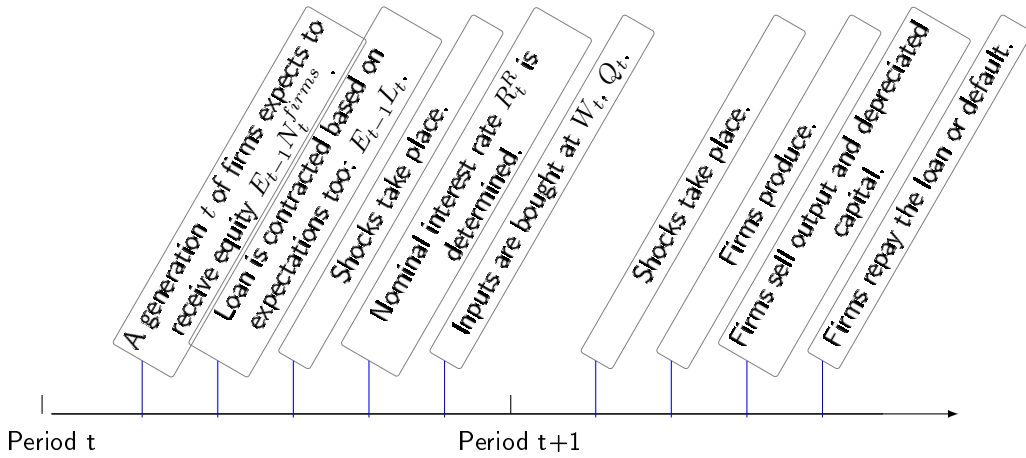 A generation t of firms expects to
receive equity E_{t−1}N_t^{firms}.
Loan is contracted based on
expectations too: E_{t−1}L_t.
Shocks take place.
Nominal interest rate R_t^R is
determined.
Inputs are bought at W_t, Q_t.
Shocks take place.
Firms produce.
Firms sell output and depreciated
capital.
Firms repay the loan or default.
Period t
Period t+1